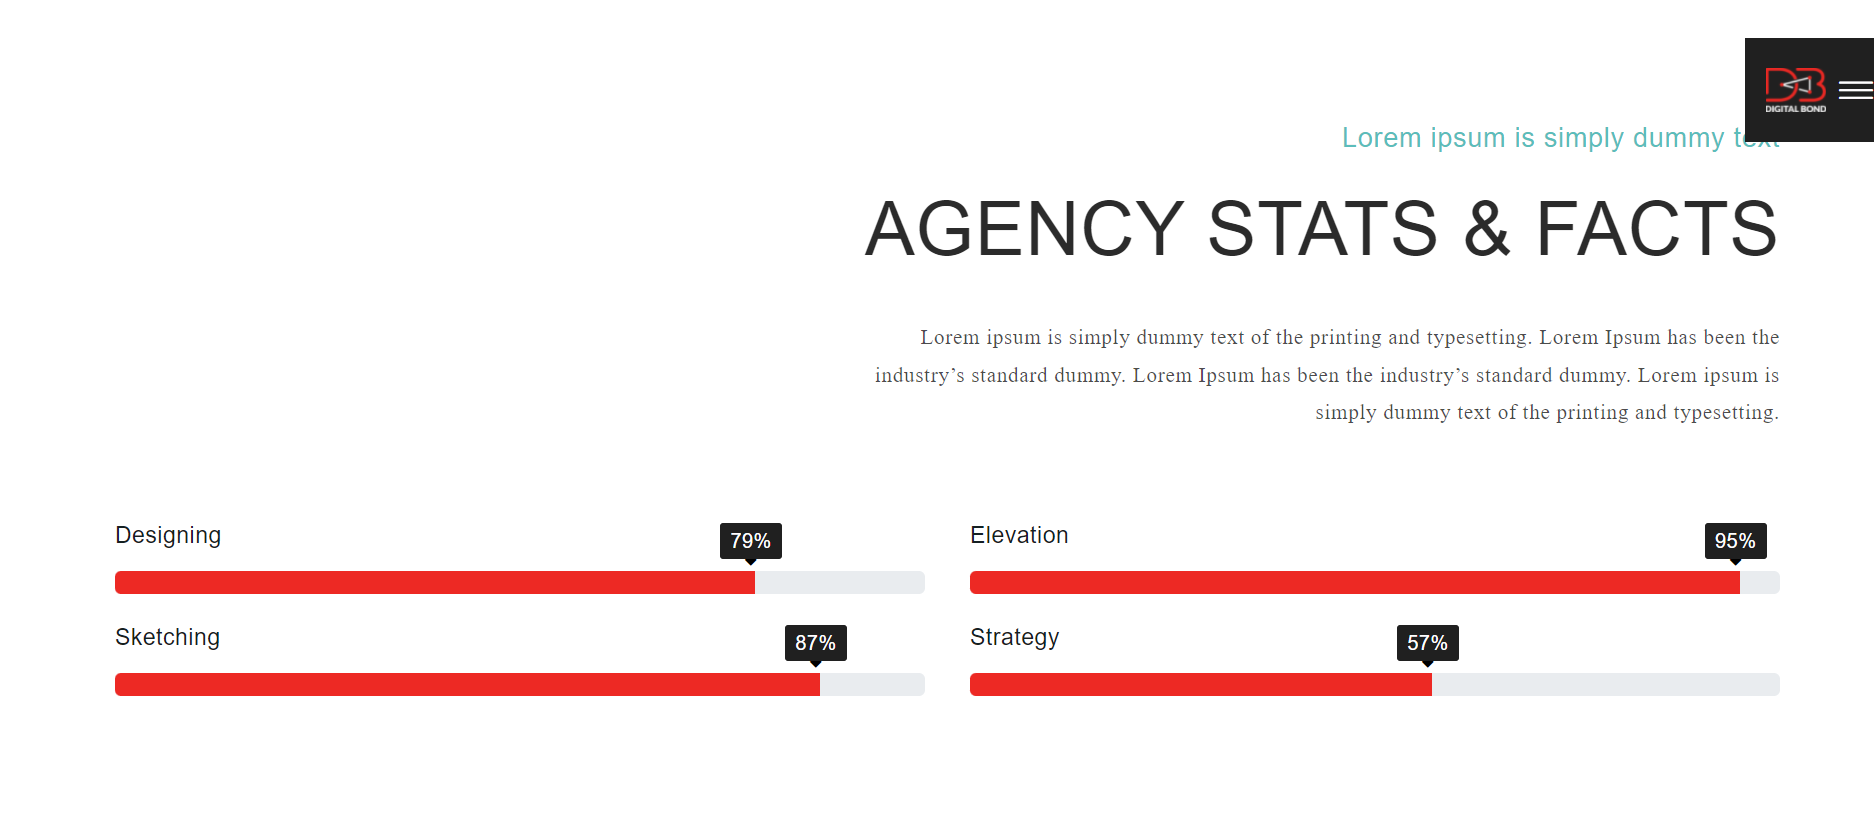 DIGITAL BOND
Lorem ipsum is simply dummy text
AGENCY STATS & FACTS
Lorem ipsum is simply dummy text of the printing and typesetting. Lorem Ipsum has been the
industry’s standard dummy. Lorem Ipsum has been the industry’s standard dummy. Lorem ipsum is
simply dummy text of the printing and typesetting.
Designing
79%
Elevation
95%
Sketching
87%
Strategy
57%